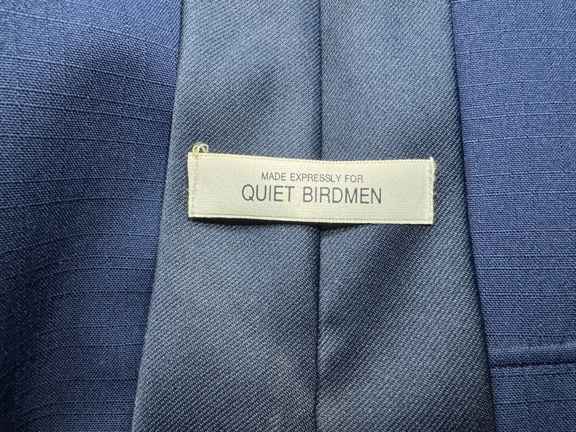 MADE EXPRESSLY FOR
QUIET BIRDMEN